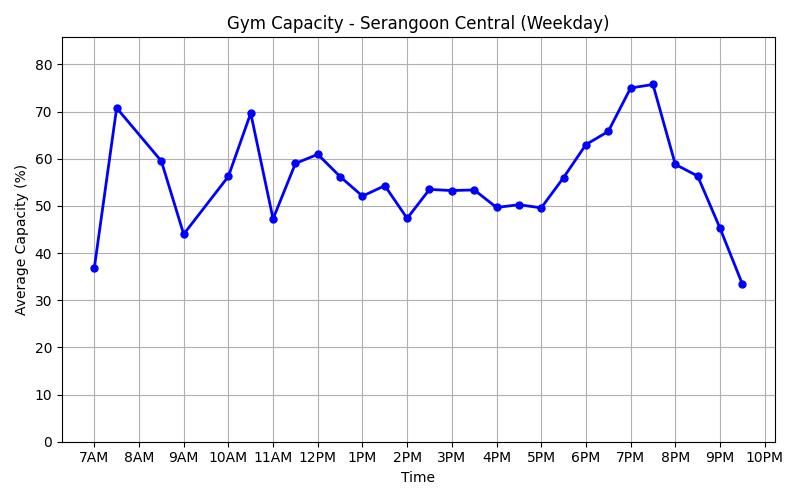 Gym Capacity - Serangoon Central (Weekday)
Average Capacity (%)
80
70
60
50
40
30
20
10
0
7AM 8AM 9AM 10AM 11AM 12PM 1PM 2PM 3PM 4PM 5PM 6PM 7PM 8PM 9PM 10PM
Time